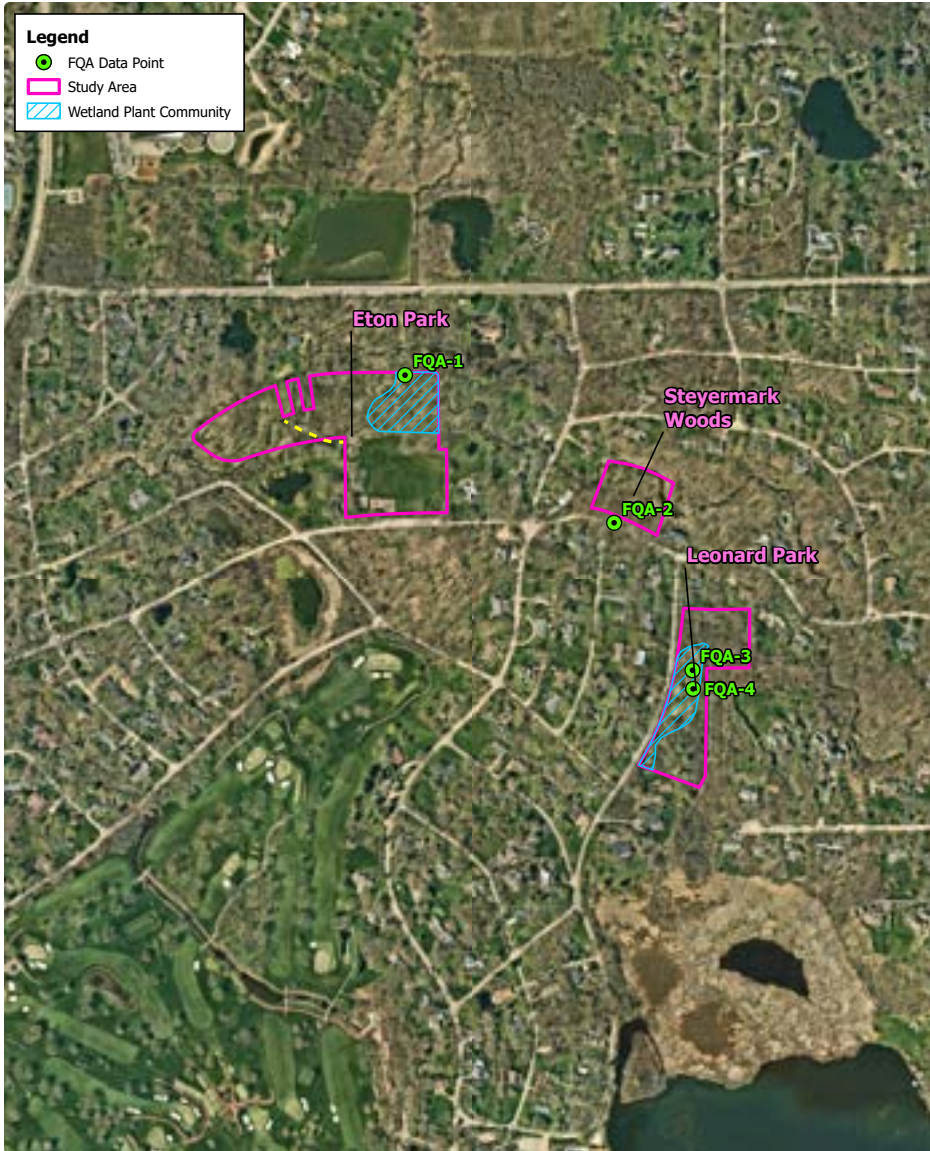 Legend
FQA Data Point
Study Area
Wetland Plant Community
Eton Park
FQA-1
Steyermark
Woods
FQA-2
Leonard Park
FQA-3
FQA-4